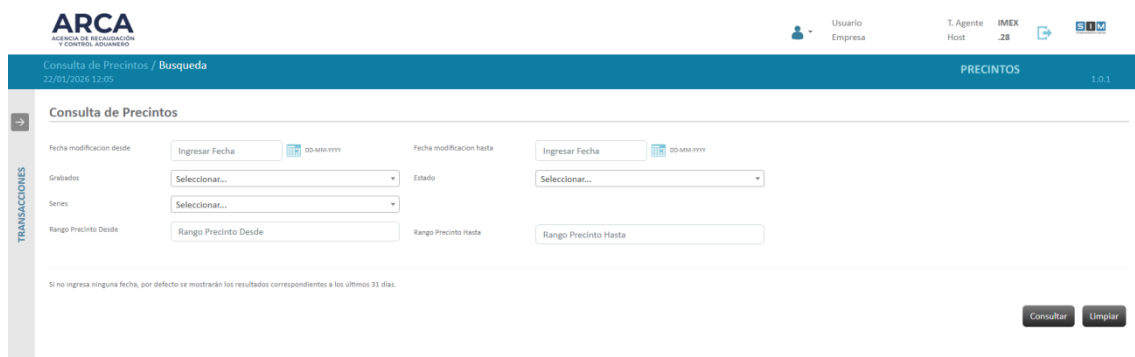 ARCA
AGENCIA DE RECAUDACIÓN
Y CONTROL ADUANERO
Usuario
Empresa
T. Agente IMEX
Host .28
SIM
Consulta de Precintos / Busqueda
22/01/2026 12:05
PRECINTOS
1.0.1
TRANSACCIONES
Consulta de Precintos
Fecha modificacion desde Ingresar Fecha DD-MM-YYYY Fecha modificacion hasta Ingresar Fecha DD-MM-YYYY
Grabados Seleccionar... Estado Seleccionar...
Series Seleccionar...
Rango Precinto Desde Rango Precinto Desde Rango Precinto Hasta Rango Precinto Hasta
Si no ingresa ninguna fecha, por defecto se mostrarán los resultados correspondientes a los últimos 31 días.
Consultar Limpiar